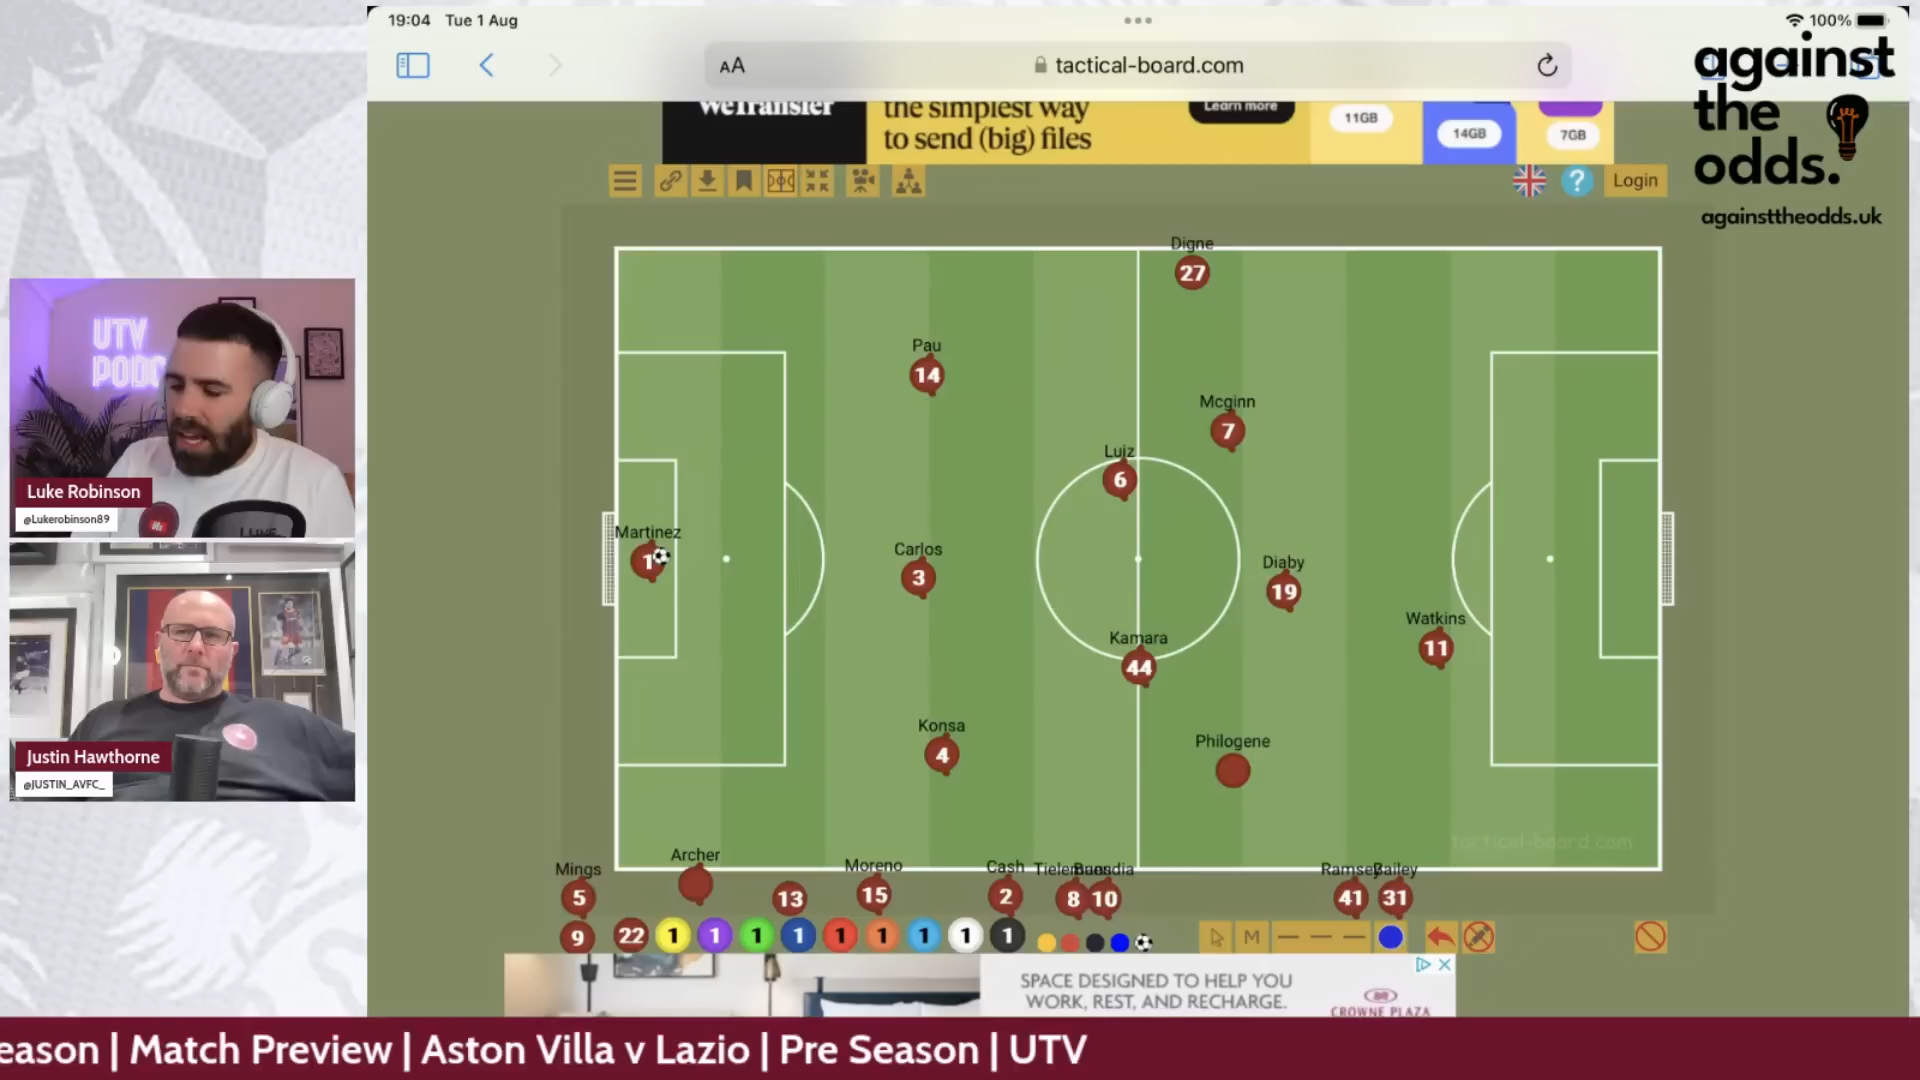 19:04 Tue 1 Aug
100%
AA
tactical-board.com
against
the
odds.
againsttheodds.uk
WeTransfer
the simplest way
to send (big) files
Learn more
11GB
14GB
7GB
Login
Digne
27
Pau
14
Mcginn
7
Luiz
6
Martinez
1
Carlos
3
Diaby
19
Watkins
11
Kamara
44
Konsa
4
Philogene
tactical-board.com
Mings
5
Archer
13
Moreno
15
Cash
2
8
10
41
Bailey
31
9
22
1
1
1
1
1
1
1
1
1
M
SPACE DESIGNED TO HELP YOU
WORK, REST, AND RECHARGE.
CROWNE PLAZA
UTV
Luke Robinson
@Lukerobinson89
Justin Hawthorne
@JUSTIN_AVFC_
eason | Match Preview | Aston Villa v Lazio | Pre Season | UTV